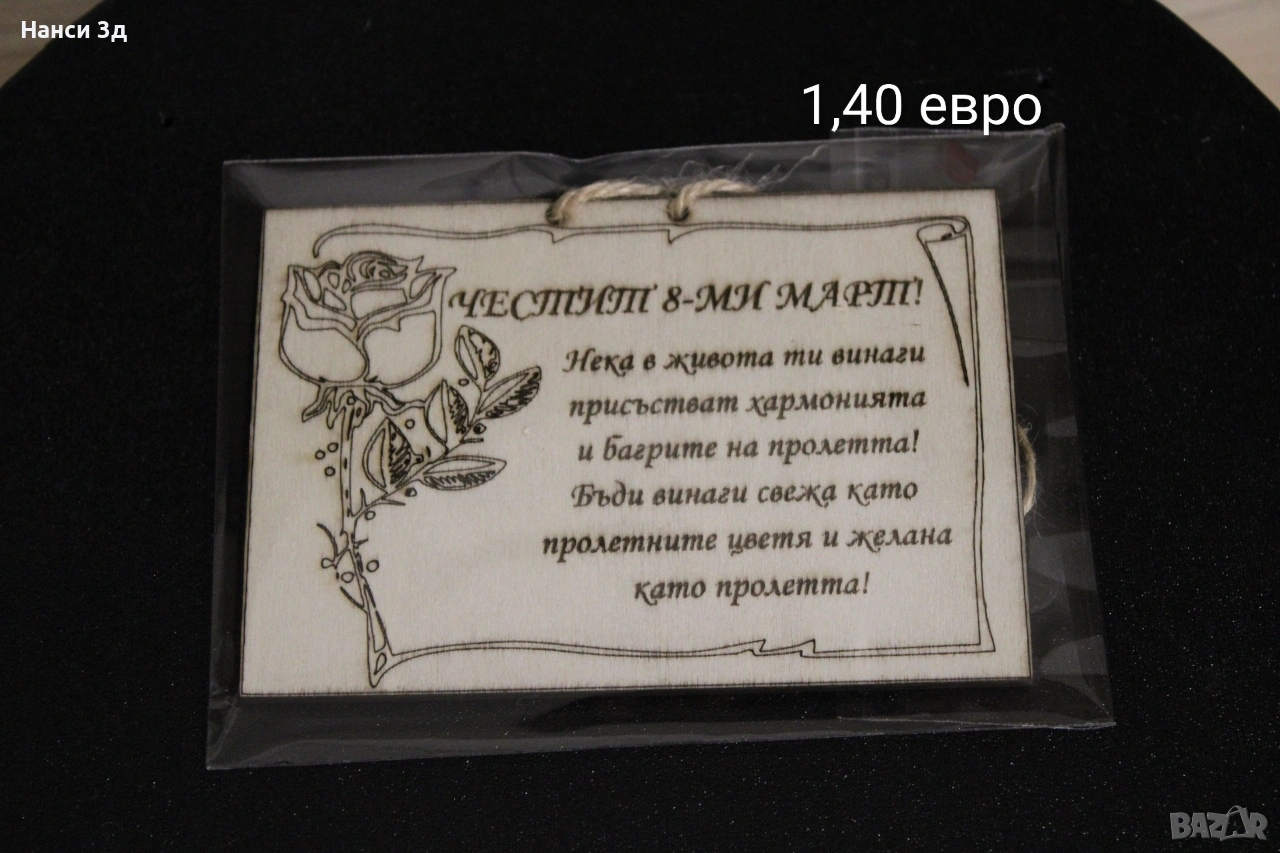 Нанси 3д
1,40 евро
ЧЕСТИТ 8-МИ МАРТ!
Нека в живота ти винаги
присъстват хармонията
и багрите на пролетта!
Бъди винаги свежа като
пролетните цветя и желана
като пролетта!
BAZAR